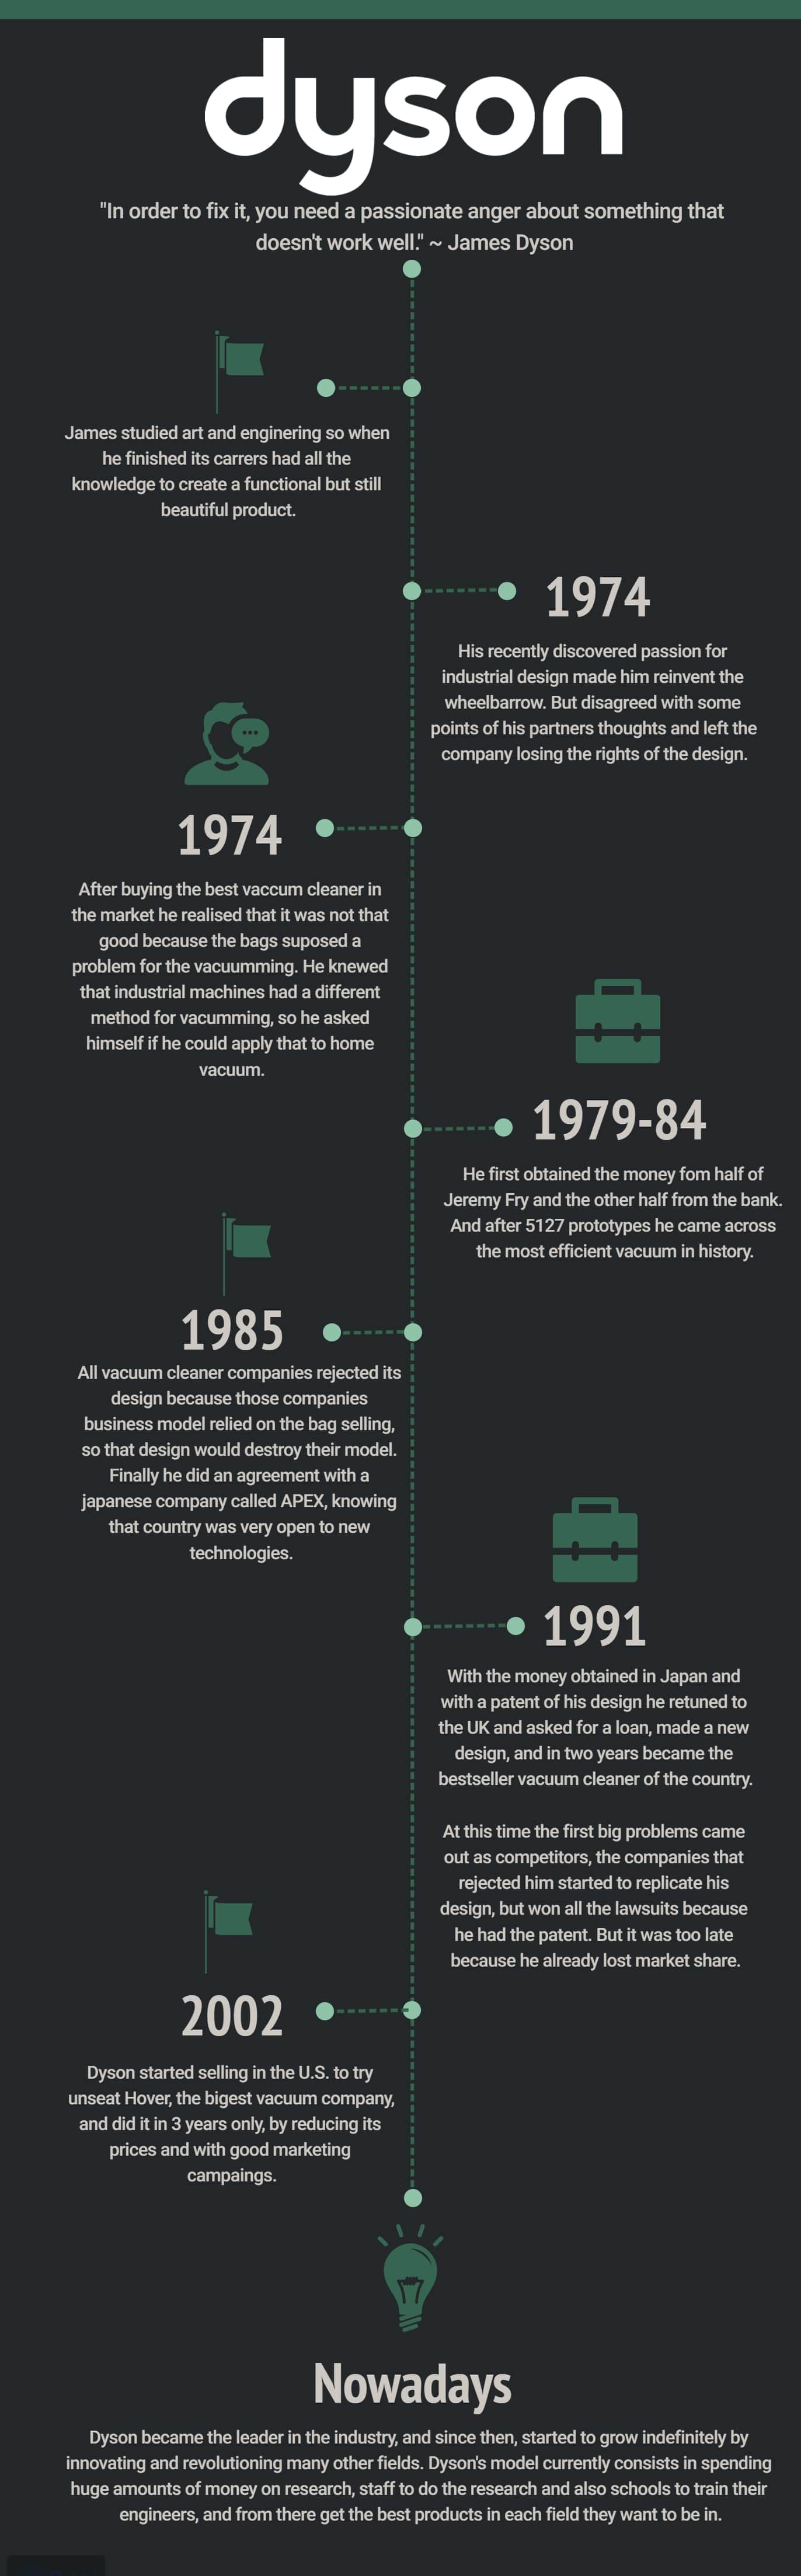 dyson
"In order to fix it, you need a passionate anger about something that
doesn't work well." ~ James Dyson
James studied art and enginering so when
he finished its carrers had all the
knowledge to create a functional but still
beautiful product.
1974
His recently discovered passion for
industrial design made him reinvent the
wheelbarrow. But disagreed with some
points of his partners thoughts and left the
company losing the rights of the design.
1974
After buying the best vaccum cleaner in
the market he realised that it was not that
good because the bags suposed a
problem for the vacuumming. He knewed
that industrial machines had a different
method for vacumming, so he asked
himself if he could apply that to home
vacuum.
1979-84
He first obtained the money fom half of
Jeremy Fry and the other half from the bank.
And after 5127 prototypes he came across
the most efficient vacuum in history.
1985
All vacuum cleaner companies rejected its
design because those companies
business model relied on the bag selling,
so that design would destroy their model.
Finally he did an agreement with a
japanese company called APEX, knowing
that country was very open to new
technologies.
1991
With the money obtained in Japan and
with a patent of his design he retuned to
the UK and asked for a loan, made a new
design, and in two years became the
bestseller vacuum cleaner of the country.
At this time the first big problems came
out as competitors, the companies that
rejected him started to replicate his
design, but won all the lawsuits because
he had the patent. But it was too late
because he already lost market share.
2002
Dyson started selling in the U.S. to try
unseat Hover, the bigest vacuum company,
and did it in 3 years only, by reducing its
prices and with good marketing
campaings.
Nowadays
Dyson became the leader in the industry, and since then, started to grow indefinitely by
innovating and revolutioning many other fields. Dyson's model currently consists in spending
huge amounts of money on research, staff to do the research and also schools to train their
engineers, and from there get the best products in each field they want to be in.